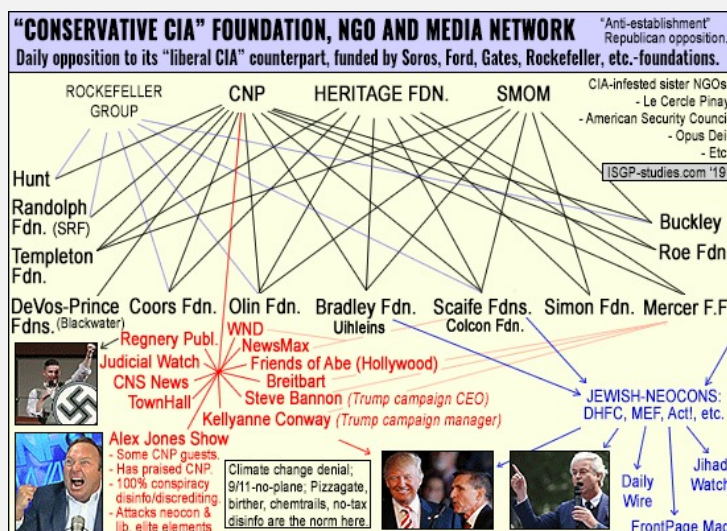 "CONSERVATIVE CIA" FOUNDATION, NGO AND MEDIA NETWORK
"Anti-establishment"
Republican opposition.
Daily opposition to its "liberal CIA" counterpart, funded by Soros, Ford, Gates, Rockefeller, etc.-foundations.
ROCKEFELLER
GROUP
CNP
HERITAGE FDN.
SMOM
CIA-infested sister NGOs
- Le Cercle Pinay
- American Security Counci
- Opus Dei
- Etc
ISGP-studies.com '19
Hunt
Randolph
Fdn. (SRF)
Templeton
Fdn.
DeVos-Prince
Fdns. (Blackwater)
Coors Fdn.
Olin Fdn.
Bradley Fdn.
Uihleins
Scaife Fdns.
Colcon Fdn.
Simon Fdn.
Mercer F.F
Buckley
Roe Fdn
WND
Regnery Publ.
NewsMax
Judicial Watch
Friends of Abe (Hollywood)
CNS News
Breitbart
TownHall
Steve Bannon (Trump campaign CEO)
Kellyanne Conway (Trump campaign manager)
JEWISH-NEOCONS:
DHFC, MEF, Act!, etc.
Alex Jones Show
- Some CNP guests.
- Has praised CNP.
- 100% conspiracy
disinfo/discrediting.
- Attacks neocon &
lib. elite elements
Climate change denial;
9/11-no-plane; Pizzagate,
birther, chemtrails, no-tax
disinfo are the norm here.
Daily
Wire
Jihad
Watch
FrontPage Mag